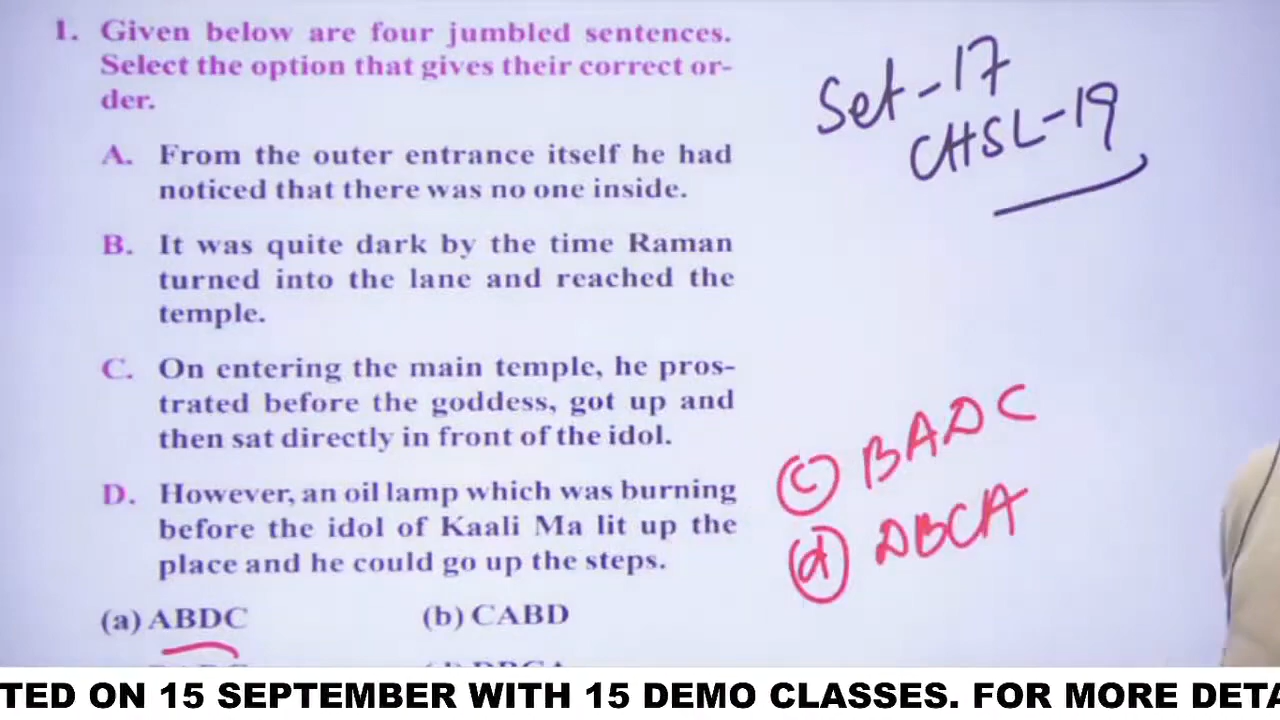 1. Given below are four jumbled sentences.
Select the option that gives their correct or-
der.
A. From the outer entrance itself he had
noticed that there was no one inside.
B. It was quite dark by the time Raman
turned into the lane and reached the
temple.
C. On entering the main temple, he pros-
trated before the goddess, got up and
then sat directly in front of the idol.
D. However, an oil lamp which was burning
before the idol of Kaali Ma lit up the
place and he could go up the steps.
(a) ABDC (b) CABD
Set-17
CHSL-19
(c) BADC
(d) DBCA
TED ON 15 SEPTEMBER WITH 15 DEMO CLASSES. FOR MORE DETA